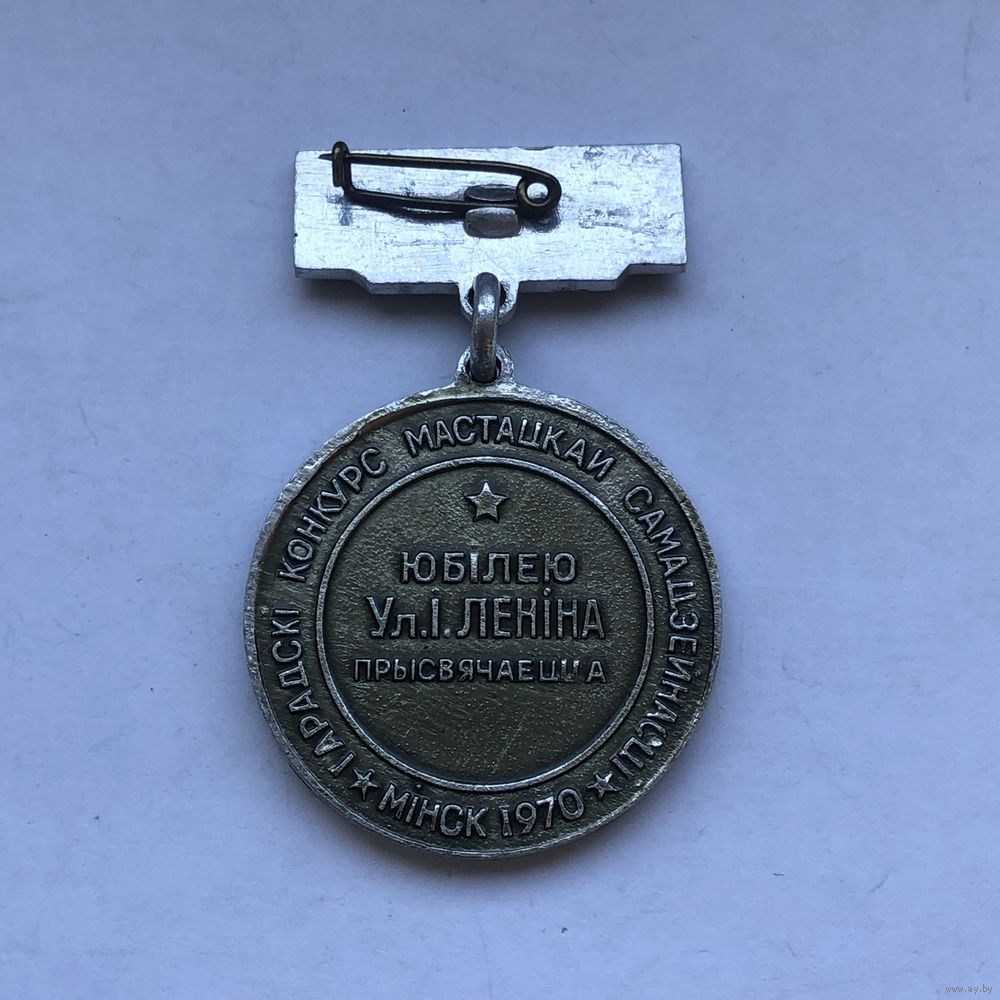 ГАРАДСКІ КОНКУРС МАСТАЦКАЙ САМАДЗЕЙНАСЦІ
ЮБІЛЕЮ
Ул.І. ЛЕНІНА
ПРЫСВЯЧАЕЦЦА
★ МІНСК 1970 ★
www.ay.by